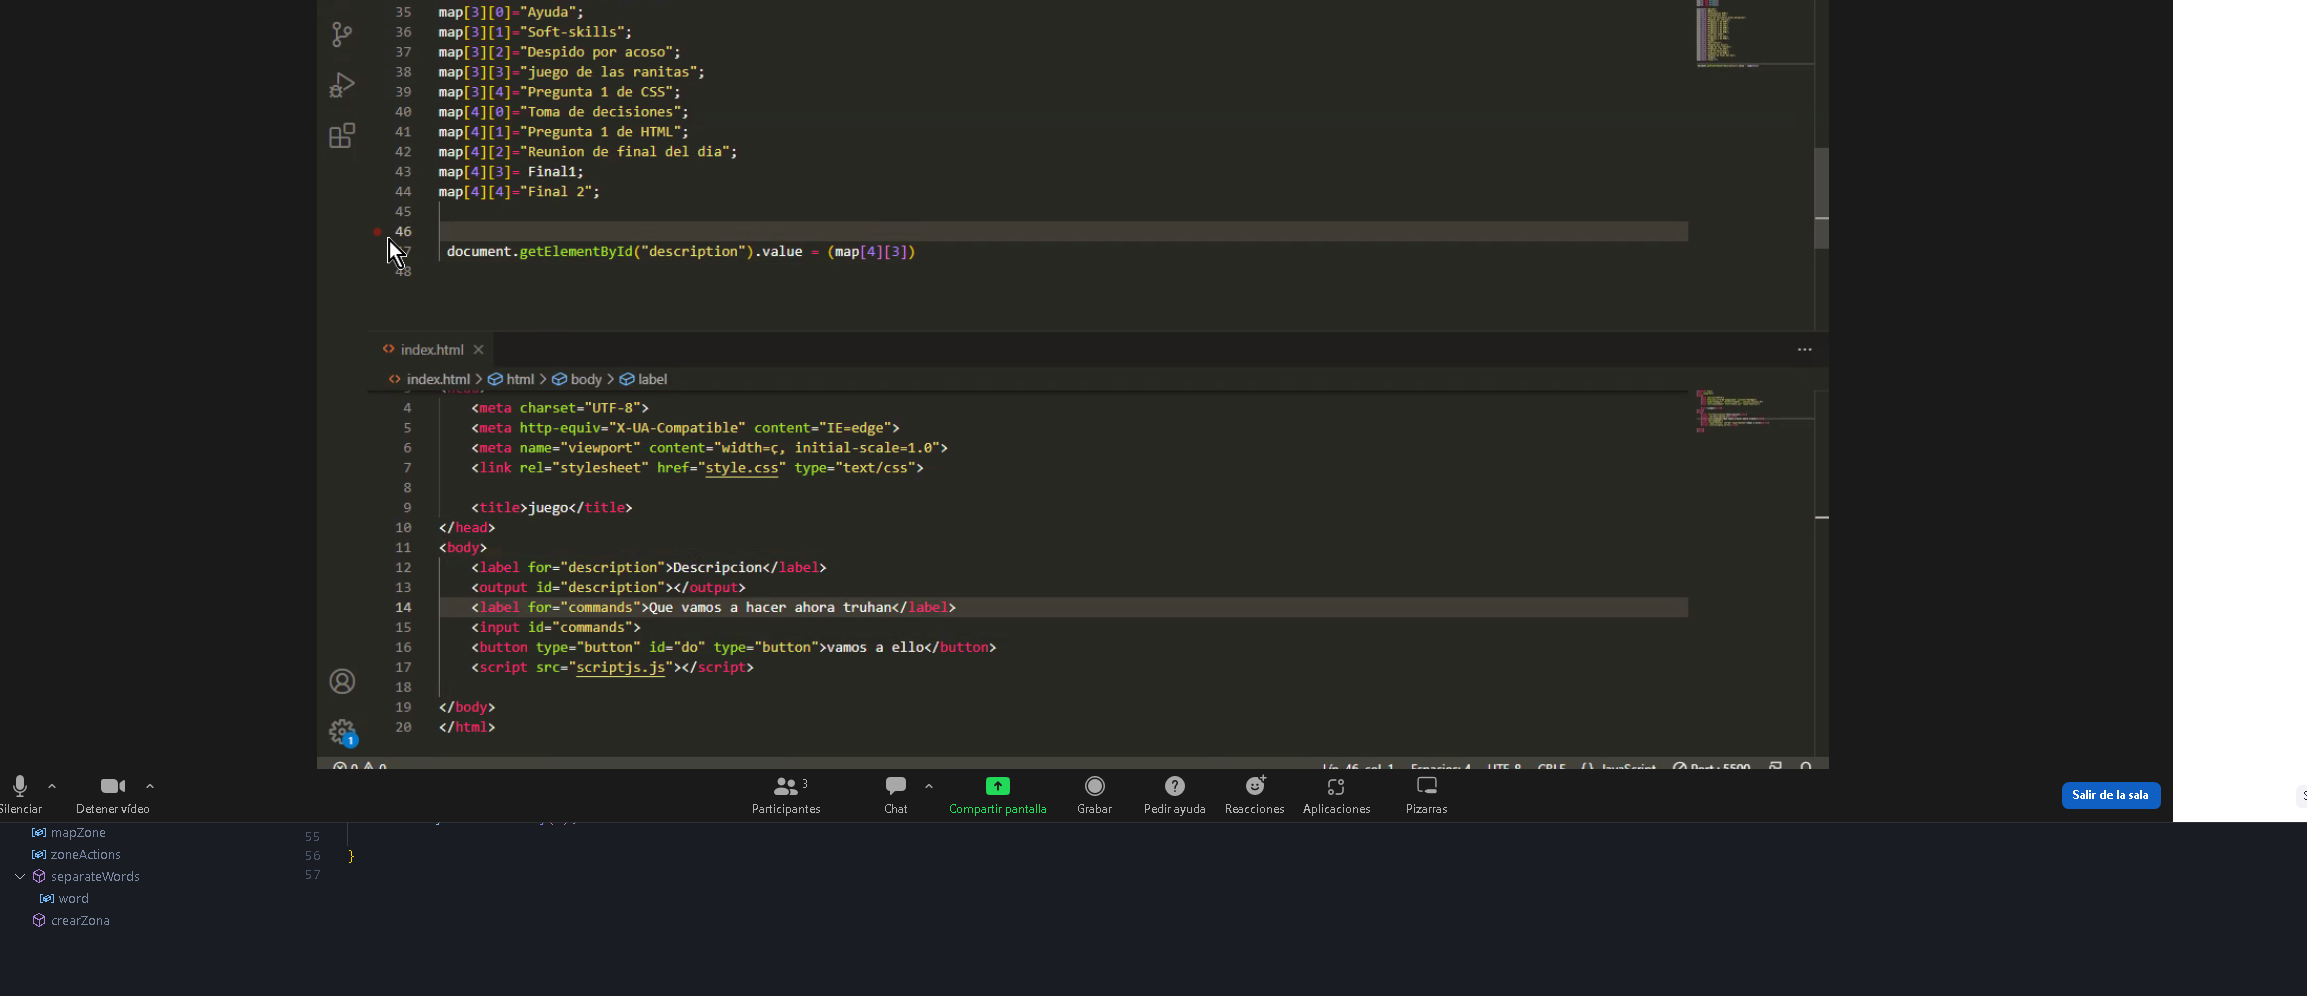 35 map[3][0]="Ayuda";
36 map[3][1]="Soft-skills";
37 map[3][2]="Despido por acoso";
38 map[3][3]="juego de las ranitas";
39 map[3][4]="Pregunta 1 de CSS";
40 map[4][0]="Toma de decisiones";
41 map[4][1]="Pregunta 1 de HTML";
42 map[4][2]="Reunion de final del dia";
43 map[4][3]= Final1;
44 map[4][4]="Final 2";
45
46
document.getElementById("description").value = (map[4][3])
48
index.html
index.html > html > body > label
4 <meta charset="UTF-8">
5 <meta http-equiv="X-UA-Compatible" content="IE=edge">
6 <meta name="viewport" content="width=ç, initial-scale=1.0">
7 <link rel="stylesheet" href="style.css" type="text/css">
8
9 <title>juego</title>
10 </head>
11 <body>
12 <label for="description">Descripcion</label>
13 <output id="description"></output>
14 <label for="commands">Que vamos a hacer ahora truhan</label>
15 <input id="commands">
16 <button type="button" id="do" type="button">vamos a ello</button>
17 <script src="scriptjs.js"></script>
18
19 </body>
20 </html>
1
3
Silenciar Detener vídeo Participantes Chat Compartir pantalla Grabar Pedir ayuda Reacciones Aplicaciones Pizarras Salir de la sala
mapZone 55
zoneActions 56 }
separateWords 57
word
crearZona